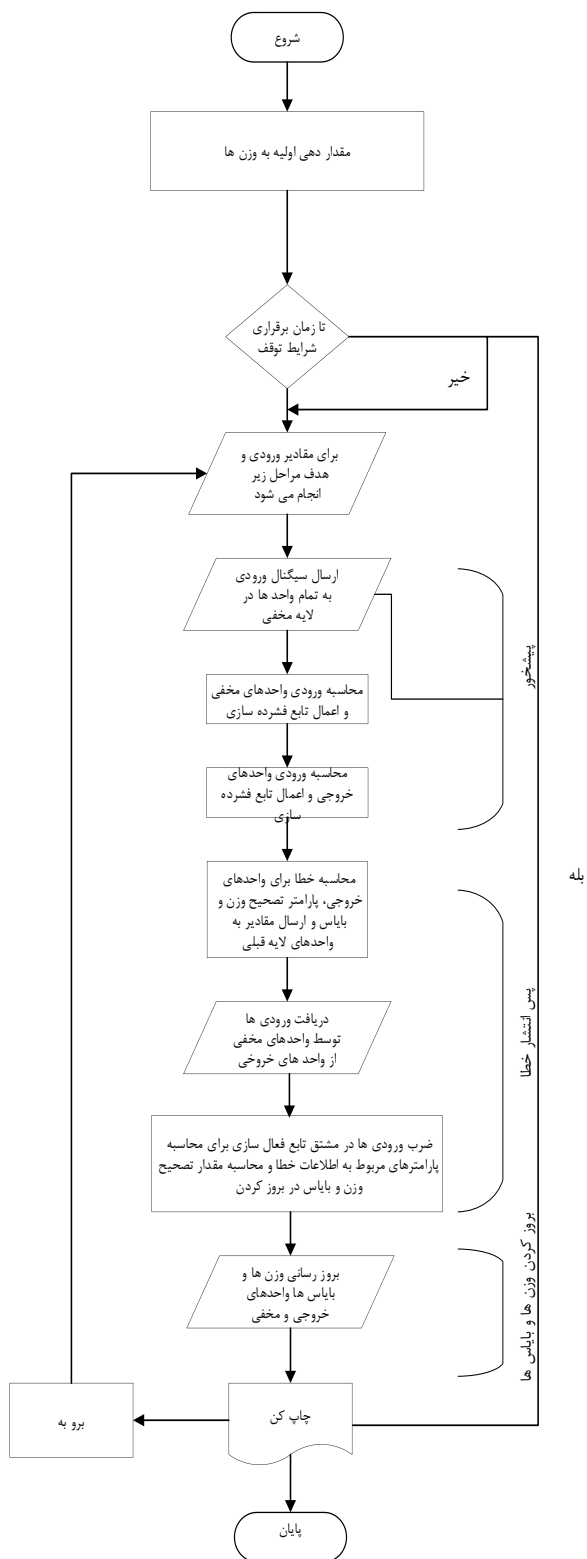 شروع
مقدار دهی اولیه به وزن ها
تا زمان برقراری
شرایط توقف
خیر
برای مقادیر ورودی و
هدف مراحل زیر
انجام می شود
ارسال سیگنال ورودی
به تمام واحد ها در
لایه مخفی
محاسبه ورودی واحدهای مخفی
و اعمال تابع فشرده سازی
محاسبه ورودی واحدهای
خروجی و اعمال تابع فشرده
سازی
پیشخور
بله
محاسبه خطا برای واحدهای
خروجی، پارامتر تصحیح وزن و
بایاس و ارسال مقادیر به
واحدهای لایه قبلی
دریافت ورودی ها
توسط واحدهای مخفی
از واحد های خروخی
ضرب ورودی ها در مشتق تابع فعال سازی برای محاسبه
پارامترهای مربوط به اطلاعات خطا و محاسبه مقدار تصحیح
وزن و بایاس در بروز کردن
پس انتشار خطا
بروز رسانی وزن ها و
بایاس ها واحدهای
خروجی و مخفی
بروز کردن وزن ها و بایاس ها
چاپ کن
برو به
پایان